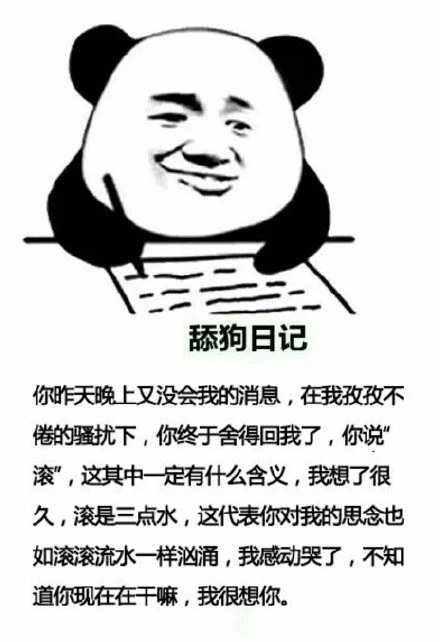 舔狗日记
你昨天晚上又没会我的消息，在我孜孜不
倦的骚扰下，你终于舍得回我了，你说“
滚”，这其中一定有什么含义，我想了很
久，滚是三点水，这代表你对我的思念也
如滚滚流水一样汹涌，我感动哭了，不知
道你现在在干嘛，我很想你。